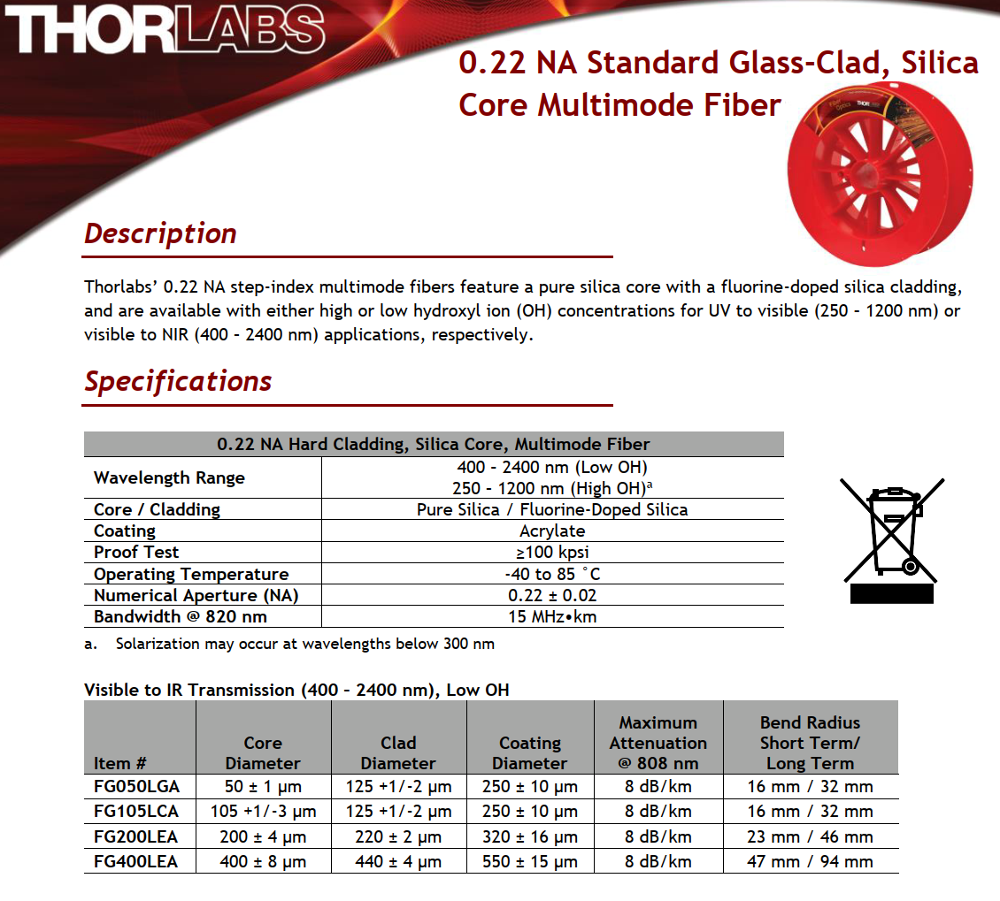 THORLABS
0.22 NA Standard Glass-Clad, Silica
Core Multimode Fiber
Fiber
Optics
THORLABS
Description
Thorlabs’ 0.22 NA step-index multimode fibers feature a pure silica core with a fluorine-doped silica cladding,
and are available with either high or low hydroxyl ion (OH) concentrations for UV to visible (250 – 1200 nm) or
visible to NIR (400 – 2400 nm) applications, respectively.
Specifications
0.22 NA Hard Cladding, Silica Core, Multimode Fiber
Wavelength Range 400 – 2400 nm (Low OH)
250 – 1200 nm (High OH)ᵃ
Core / Cladding Pure Silica / Fluorine-Doped Silica
Coating Acrylate
Proof Test ≥100 kpsi
Operating Temperature -40 to 85 ˚C
Numerical Aperture (NA) 0.22 ± 0.02
Bandwidth @ 820 nm 15 MHz•km
a. Solarization may occur at wavelengths below 300 nm
Visible to IR Transmission (400 – 2400 nm), Low OH
Item # Core Diameter Clad Diameter Coating Diameter Maximum Attenuation @ 808 nm Bend Radius Short Term/ Long Term
FG050LGA 50 ± 1 µm 125 +1/-2 µm 250 ± 10 µm 8 dB/km 16 mm / 32 mm
FG105LCA 105 +1/-3 µm 125 +1/-2 µm 250 ± 10 µm 8 dB/km 16 mm / 32 mm
FG200LEA 200 ± 4 µm 220 ± 2 µm 320 ± 16 µm 8 dB/km 23 mm / 46 mm
FG400LEA 400 ± 8 µm 440 ± 4 µm 550 ± 15 µm 8 dB/km 47 mm / 94 mm